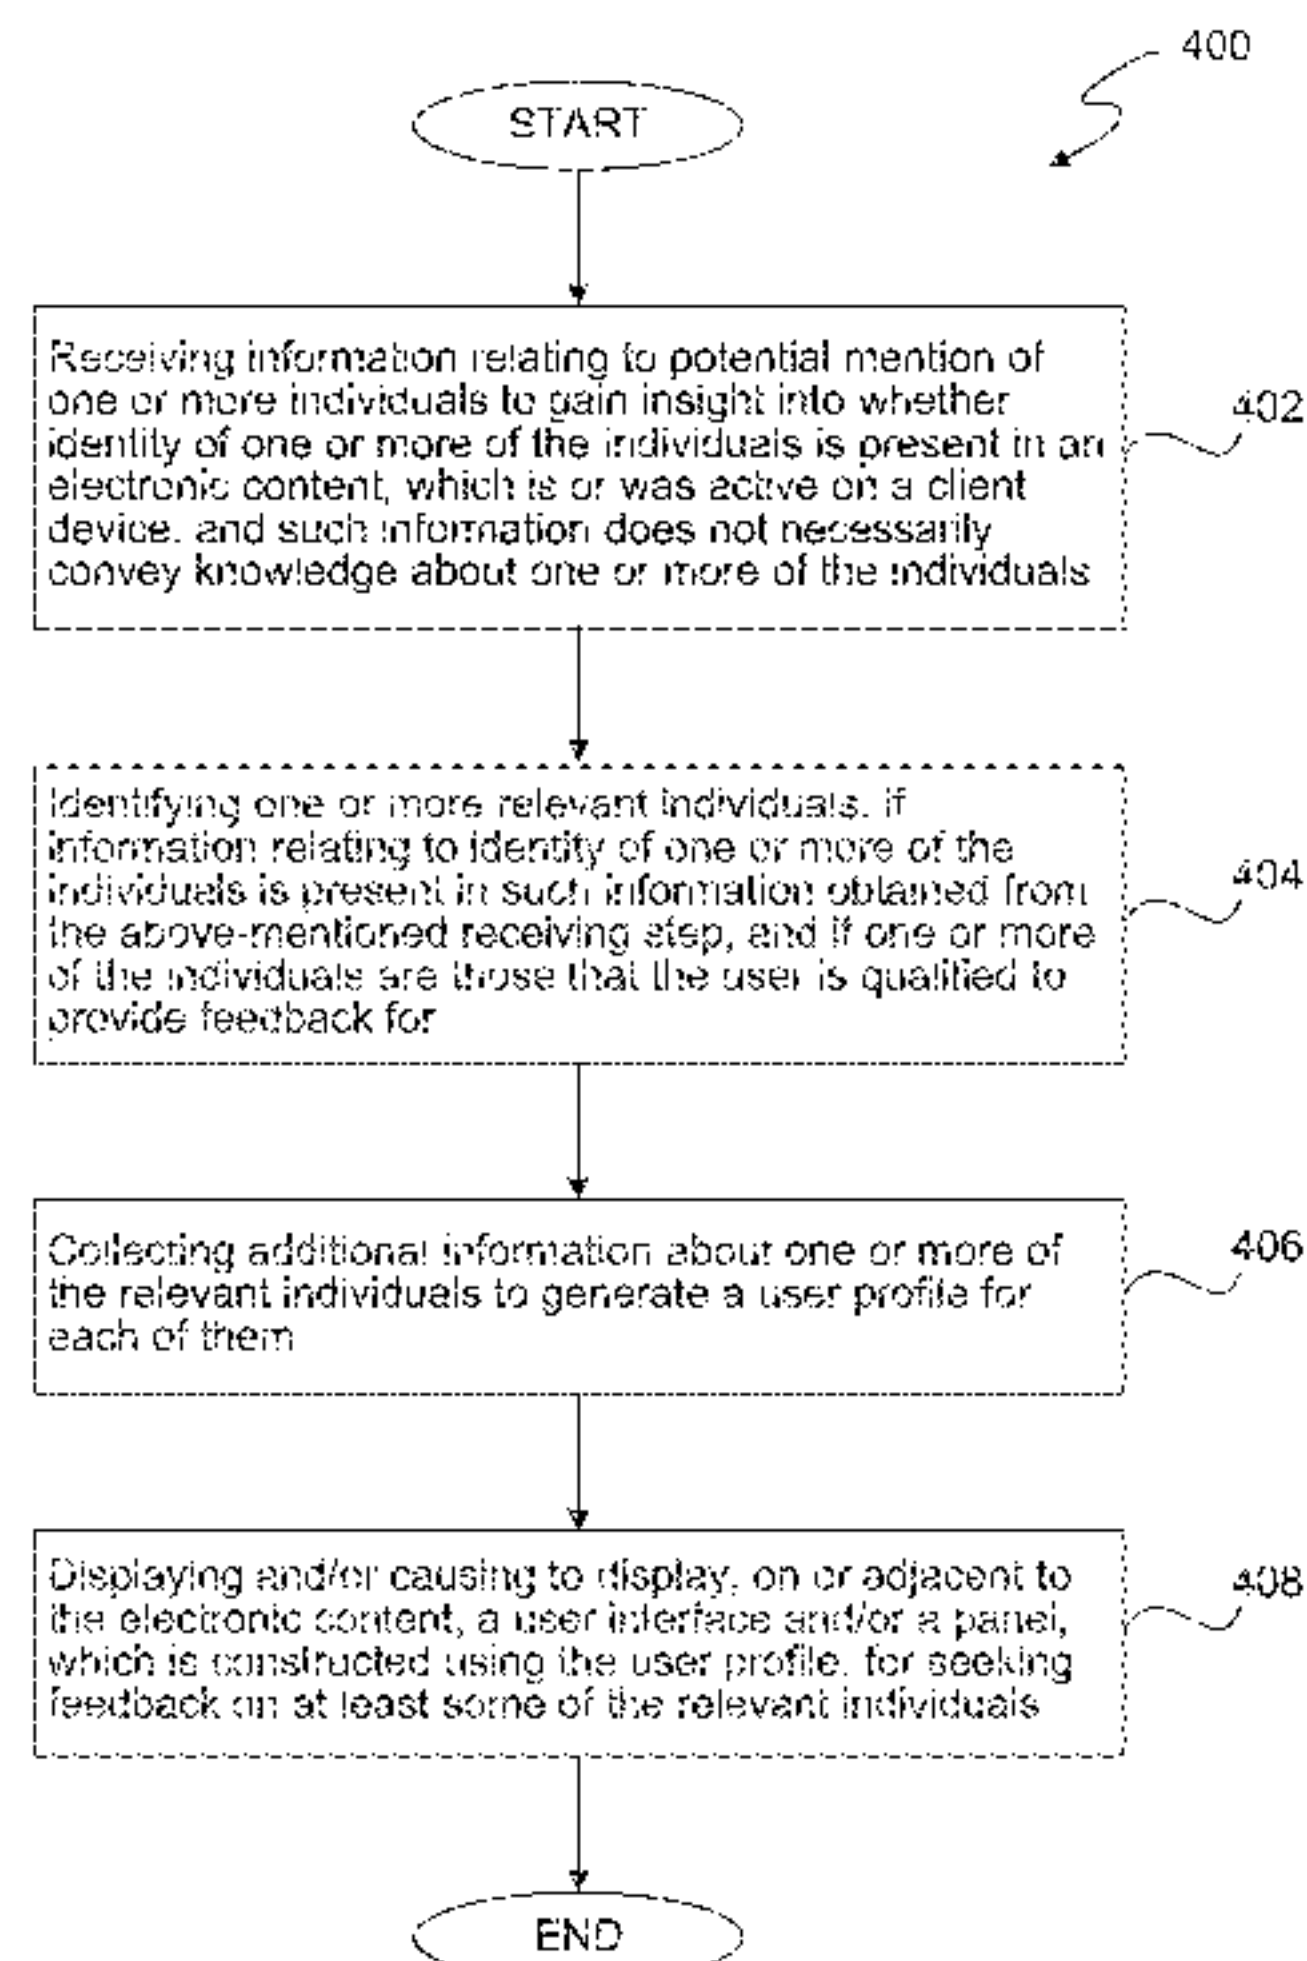 400
START
Receiving information relating to potential mention of
one or more individuals to gain insight into whether
identity of one or more of the individuals is present in an
electronic content, which is or was active on a client
device, and such information does not necessarily
convey knowledge about one or more of the individuals
402
Identifying one or more relevant individuals, if
information relating to identity of one or more of the
individuals is present in such information obtained from
the above-mentioned receiving step, and if one or more
of the individuals are those that the user is qualified to
provide feedback for
404
Collecting additional information about one or more of
the relevant individuals to generate a user profile for
each of them
406
Displaying and/or causing to display, on or adjacent to
the electronic content, a user interface and/or a panel,
which is constructed using the user profile, for seeking
feedback on at least some of the relevant individuals
408
END